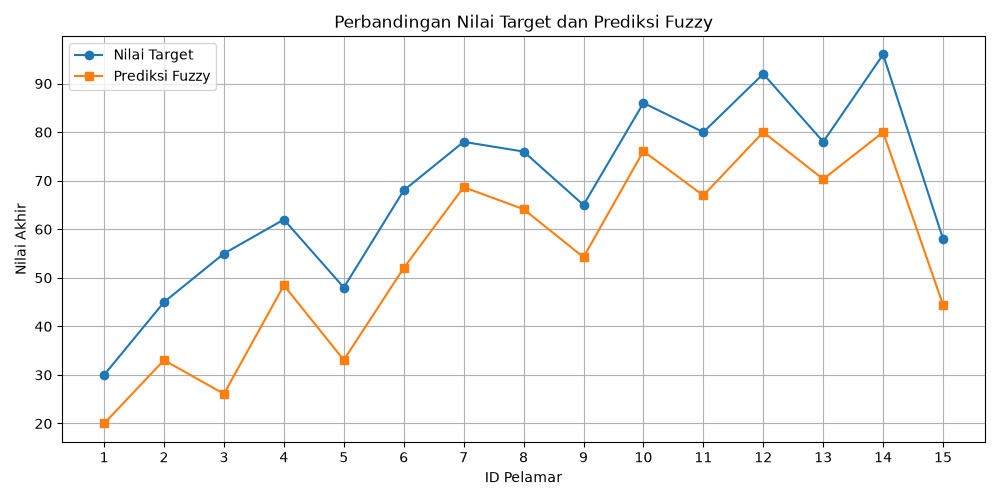 Perbandingan Nilai Target dan Prediksi Fuzzy
Nilai Target
Prediksi Fuzzy
Nilai Akhir
90
80
70
60
50
40
30
20
1 2 3 4 5 6 7 8 9 10 11 12 13 14 15
ID Pelamar